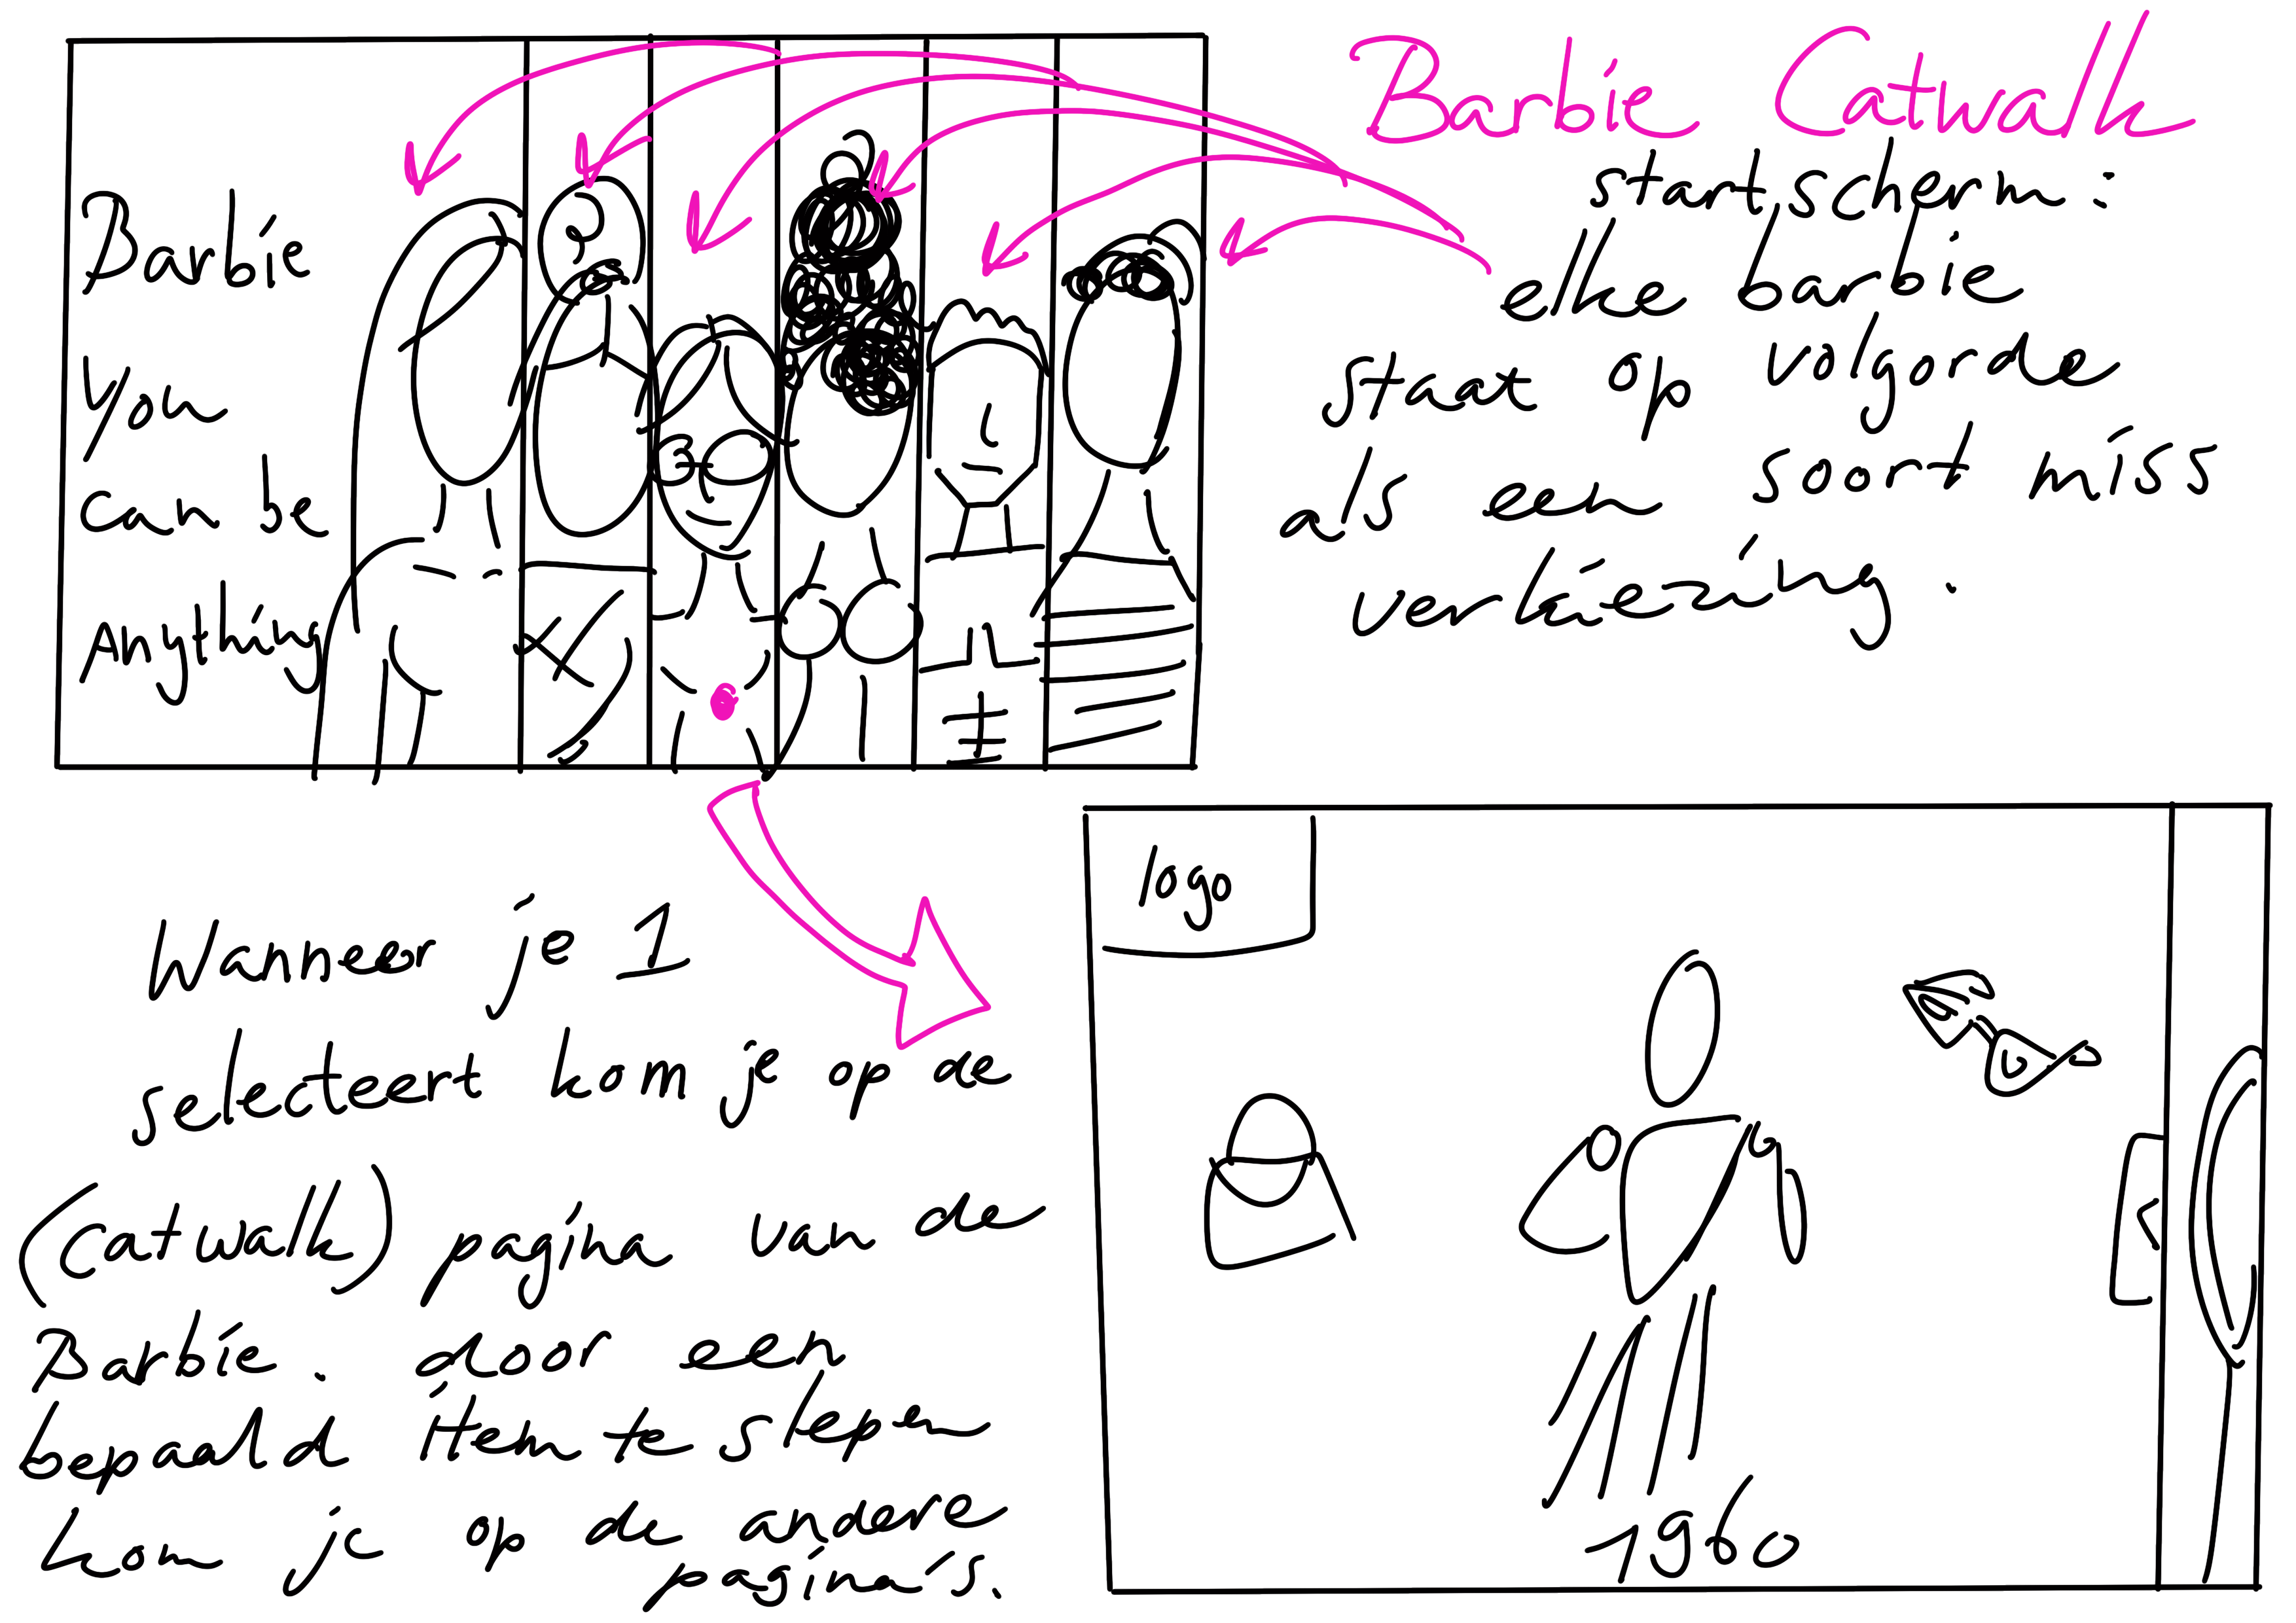 Barbie Catwalk
startscherm:
elke barbie
staat op volgorde
als een soort miss
verkiezing.
Barbie
You
can be
Anything
Wanneer je 1
selecteert kom je op de
(Catwalk) pagina van de
Barbie. door een
bepaald item te slepen
kom je op de andere
pagina's.
logo
1960